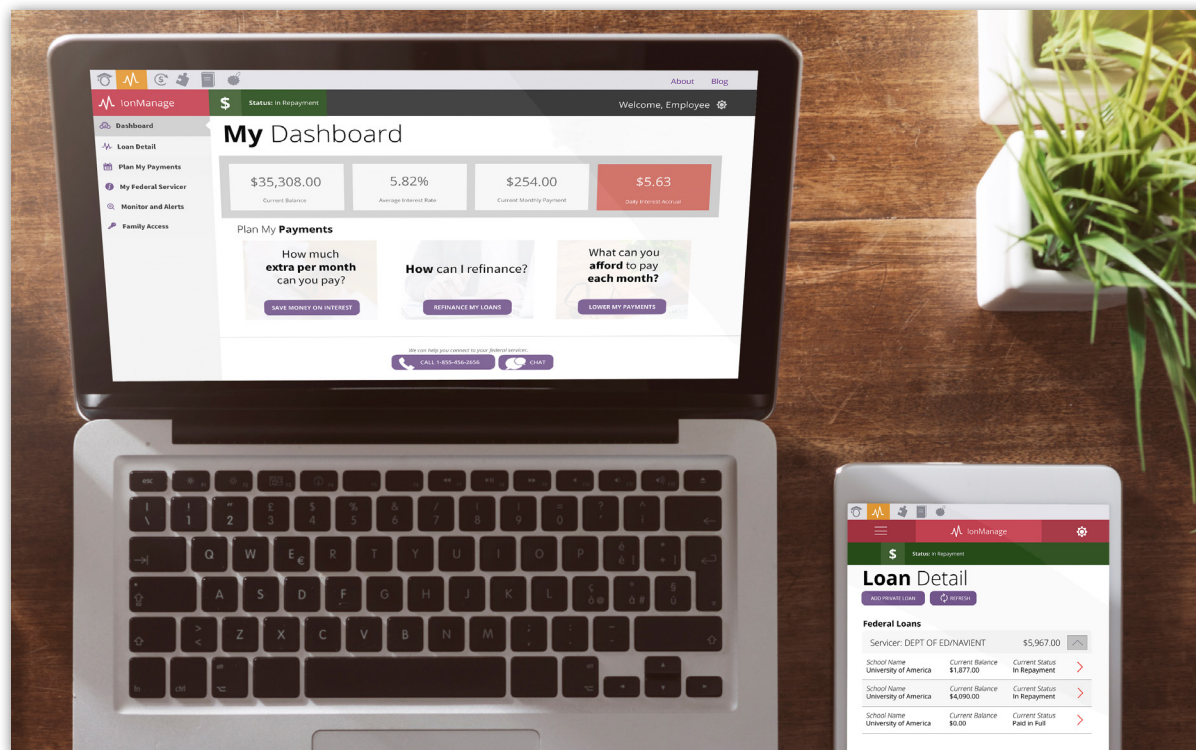 About Blog
IonManage
$ Status: In Repayment
Welcome, Employee
Dashboard
Loan Detail
Plan My Payments
My Federal Servicer
Monitor and Alerts
Family Access
My Dashboard
$35,308.00
Current Balance
5.82%
Average Interest Rate
$254.00
Current Monthly Payment
$5.63
Daily Interest Accrual
Plan My Payments
How much
extra per month
can you pay?
SAVE MONEY ON INTEREST
How can I refinance?
REFINANCE MY LOANS
What can you
afford to pay
each month?
LOWER MY PAYMENTS
We can help you connect to your federal servicer.
CALL 1-855-456-2656
CHAT
esc
Q W E € R T Y U I O P
A S D F G H J K L
Z X C V B N M
fn ctrl
IonManage
$ Status: In Repayment
Loan Detail
ADD PRIVATE LOAN
REFRESH
Federal Loans
Servicer: DEPT OF ED/NAVIENT $5,967.00
School Name Current Balance Current Status
University of America $1,877.00 In Repayment
School Name Current Balance Current Status
University of America $4,090.00 In Repayment
School Name Current Balance Current Status
University of America $0.00 Paid in Full